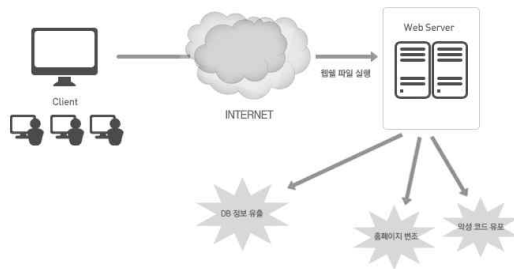 Web Server
Client
INTERNET
웹쉘 파일 실행
DB 정보 유출
홈페이지 변조
악성 코드 유포